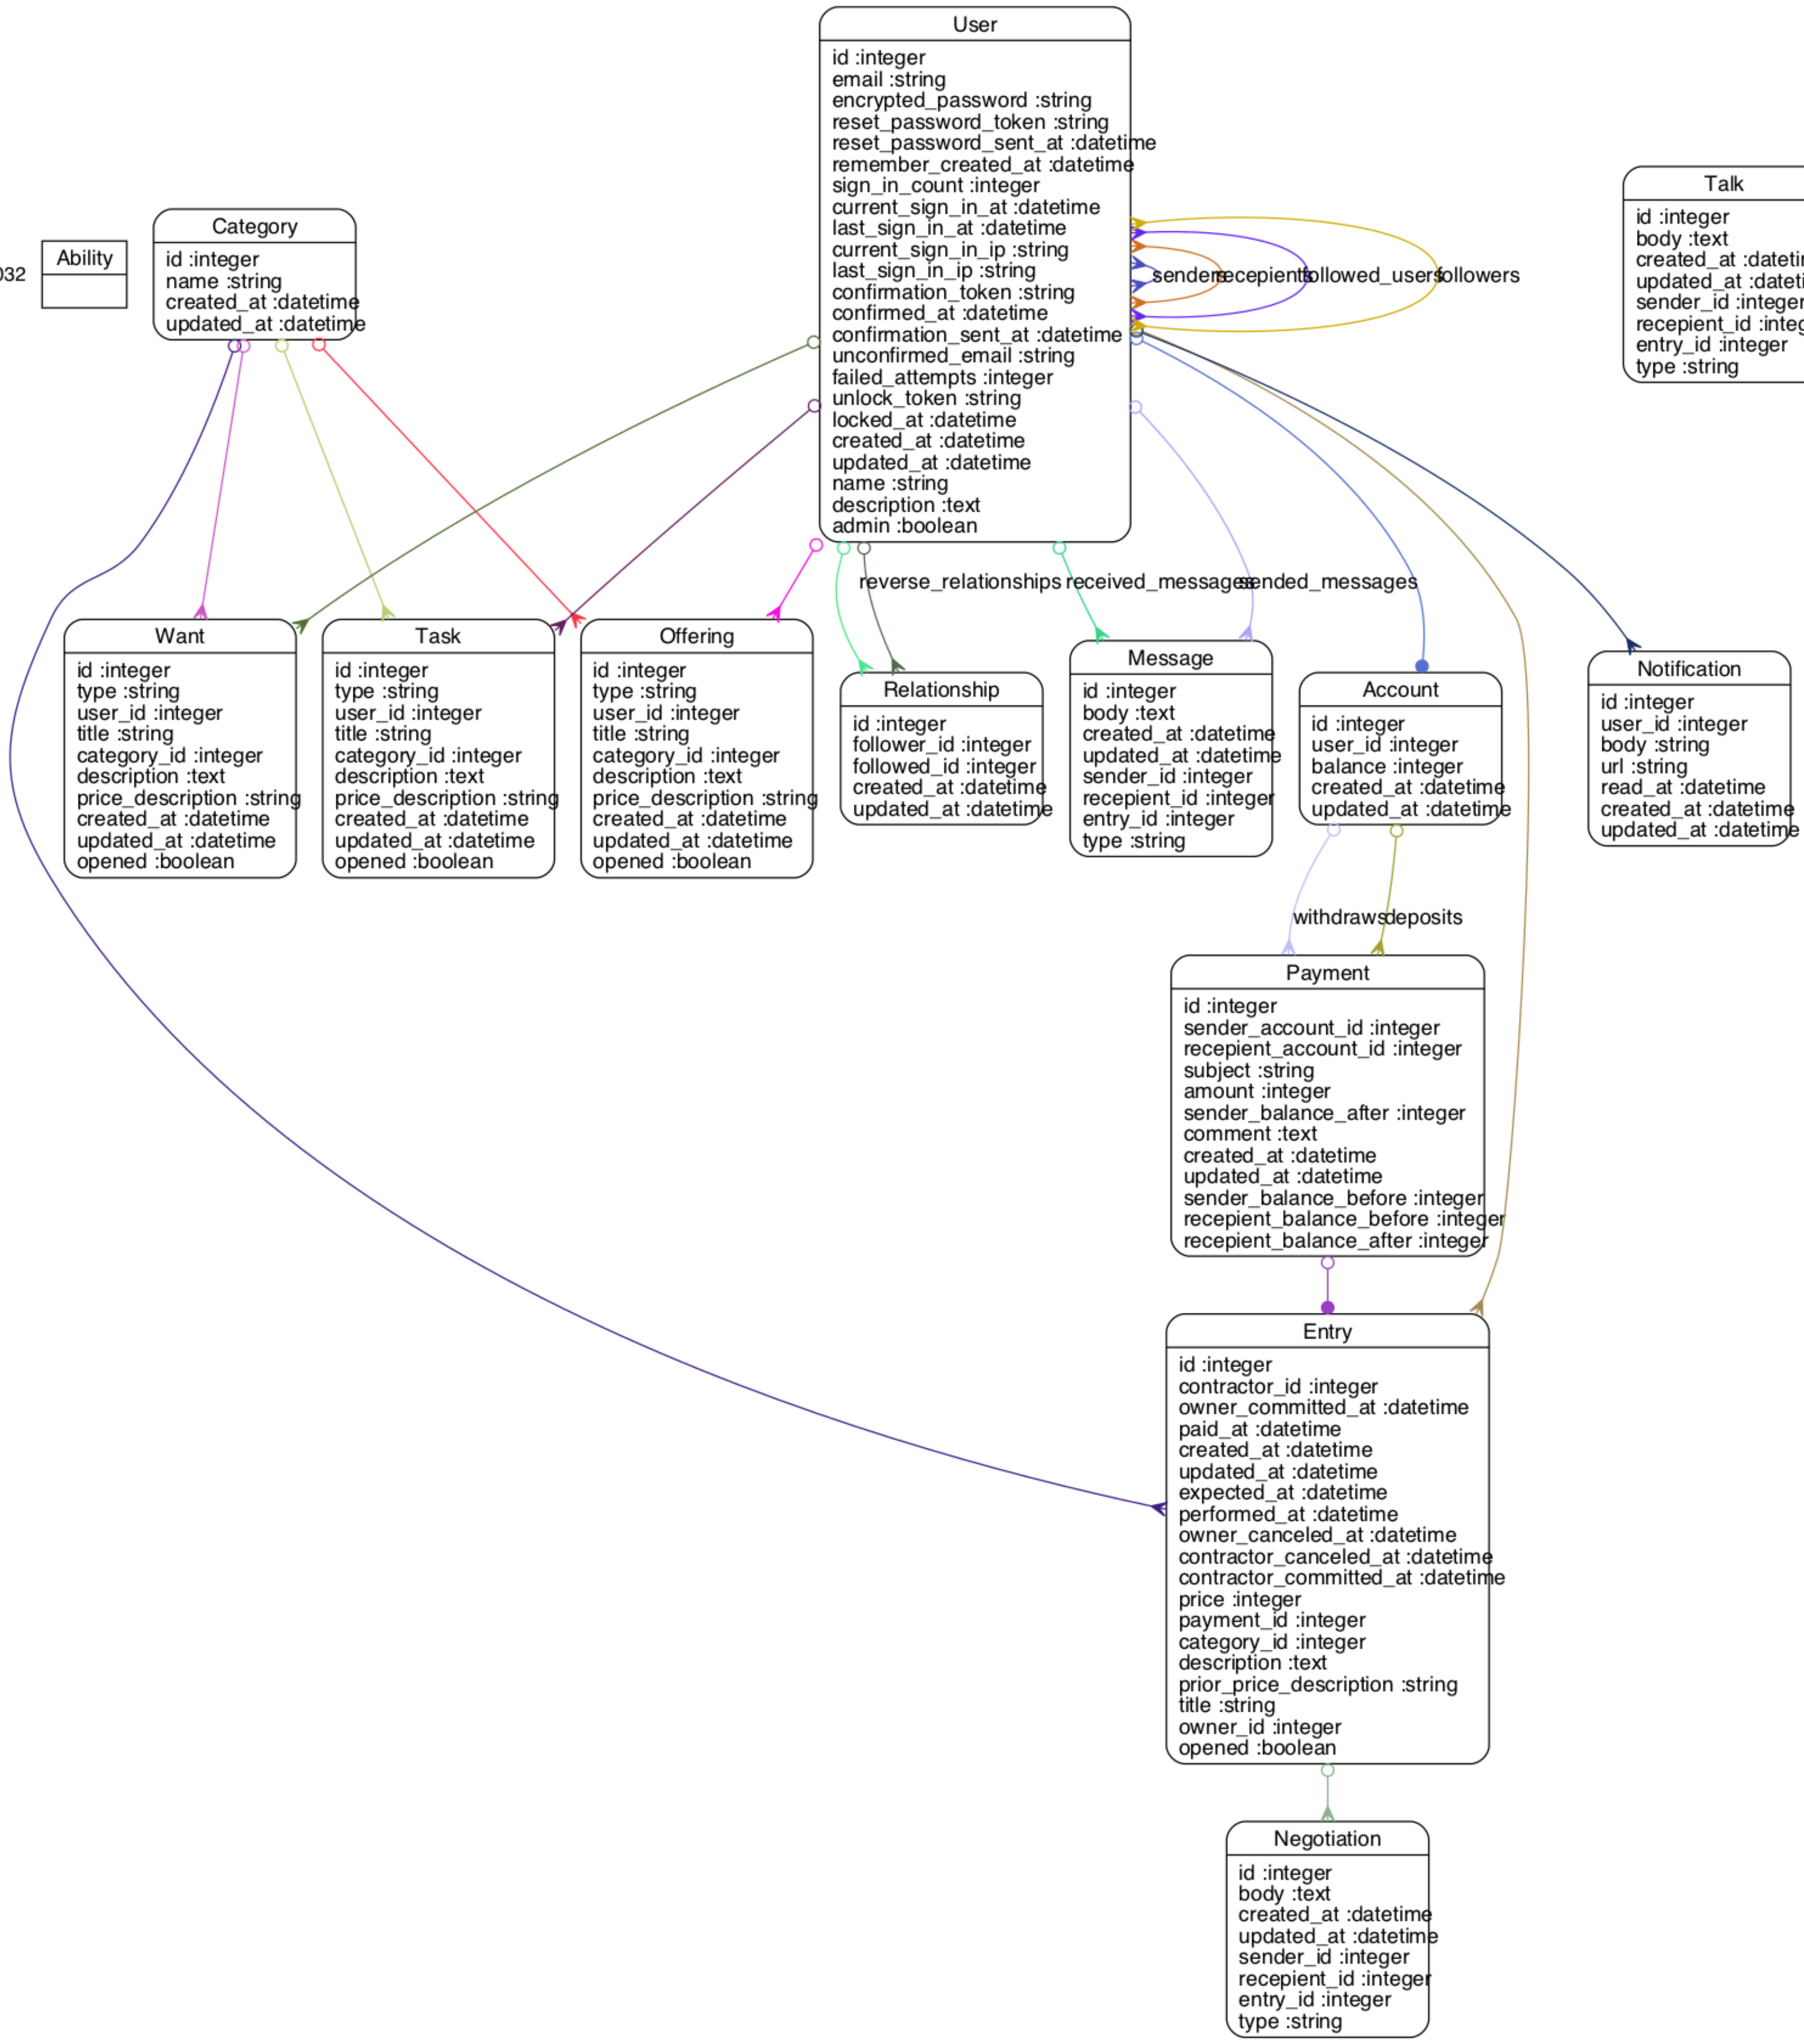 User
id :integer
email :string
encrypted_password :string
reset_password_token :string
reset_password_sent_at :datetime
remember_created_at :datetime
sign_in_count :integer
current_sign_in_at :datetime
last_sign_in_at :datetime
current_sign_in_ip :string
last_sign_in_ip :string
confirmation_token :string
confirmed_at :datetime
confirmation_sent_at :datetime
unconfirmed_email :string
failed_attempts :integer
unlock_token :string
locked_at :datetime
created_at :datetime
updated_at :datetime
name :string
description :text
admin :boolean
senders
recepients
followed_users
followers
Talk
id :integer
body :text
created_at
updated_at
sender_id :integer
recepient_id
entry_id :integer
type :string
032
Ability
Category
id :integer
name :string
created_at :datetime
updated_at :datetime
reverse_relationships
received_messages
sended_messages
Want
id :integer
type :string
user_id :integer
title :string
category_id :integer
description :text
price_description :string
created_at :datetime
updated_at :datetime
opened :boolean
Task
id :integer
type :string
user_id :integer
title :string
category_id :integer
description :text
price_description :string
created_at :datetime
updated_at :datetime
opened :boolean
Offering
id :integer
type :string
user_id :integer
title :string
category_id :integer
description :text
price_description :string
created_at :datetime
updated_at :datetime
opened :boolean
Relationship
id :integer
follower_id :integer
followed_id :integer
created_at :datetime
updated_at :datetime
Message
id :integer
body :text
created_at :datetime
updated_at :datetime
sender_id :integer
recepient_id :integer
entry_id :integer
type :string
Account
id :integer
user_id :integer
balance :integer
created_at :datetime
updated_at :datetime
Notification
id :integer
user_id :integer
body :string
url :string
read_at :datetime
created_at :datetime
updated_at :datetime
withdraws
deposits
Payment
id :integer
sender_account_id :integer
recepient_account_id :integer
subject :string
amount :integer
sender_balance_after :integer
comment :text
created_at :datetime
updated_at :datetime
sender_balance_before :integer
recepient_balance_before :integer
recepient_balance_after :integer
Entry
id :integer
contractor_id :integer
owner_committed_at :datetime
paid_at :datetime
created_at :datetime
updated_at :datetime
expected_at :datetime
performed_at :datetime
owner_canceled_at :datetime
contractor_canceled_at :datetime
contractor_committed_at :datetime
price :integer
payment_id :integer
category_id :integer
description :text
prior_price_description :string
title :string
owner_id :integer
opened :boolean
Negotiation
id :integer
body :text
created_at :datetime
updated_at :datetime
sender_id :integer
recepient_id :integer
entry_id :integer
type :string